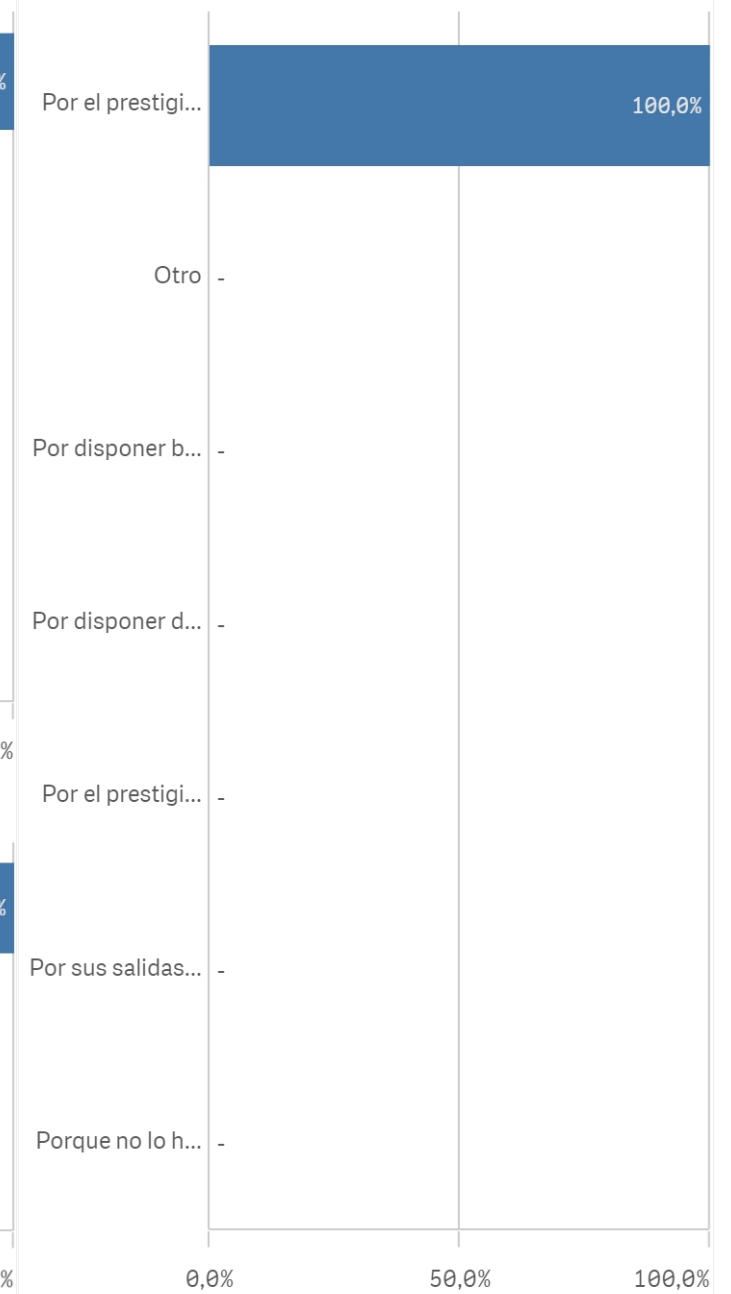 %
Por el prestigi...
100,0%
Otro -
Por disponer b... -
Por disponer d... -
%
Por el prestigi... -
%
Por sus salidas... -
Porque no lo h... -
% 0,0% 50,0% 100,0%